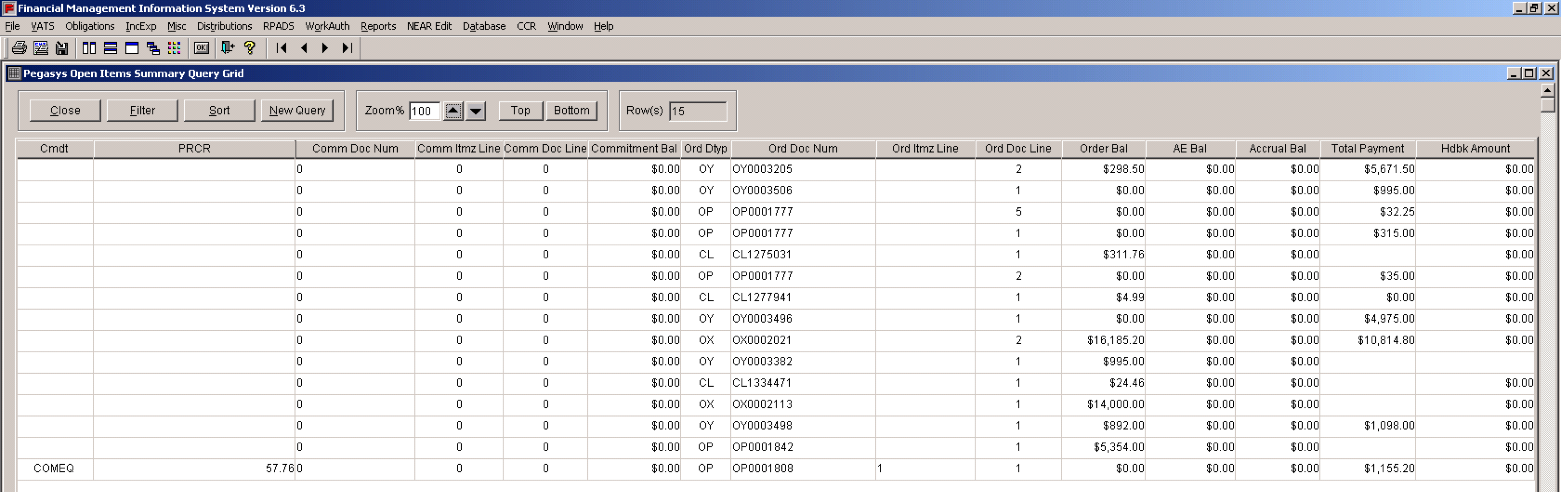 Financial Management Information System Version 6.3
File VATS Obligations IncExp Misc Distributions RPADS WorkAuth Reports NEAR Edit Database CCR Window Help
OK
Pegasys Open Items Summary Query Grid
Close Filter Sort New Query Zoom% 100 Top Bottom Row(s) 15
Cmdt PRCR Comm Doc Num Comm Itmz Line Comm Doc Line Commitment Bal Ord Dtyp Ord Doc Num Ord Itmz Line Ord Doc Line Order Bal AE Bal Accrual Bal Total Payment Hdbk Amount
0 0 0 $0.00 OY OY0003205 2 $298.50 $0.00 $0.00 $5,671.50 $0.00
0 0 0 $0.00 OY OY0003506 1 $0.00 $0.00 $0.00 $995.00 $0.00
0 0 0 $0.00 OP OP0001777 5 $0.00 $0.00 $0.00 $32.25 $0.00
0 0 0 $0.00 OP OP0001777 1 $0.00 $0.00 $0.00 $315.00 $0.00
0 0 0 $0.00 CL CL1275031 1 $311.76 $0.00 $0.00 $0.00
0 0 0 $0.00 OP OP0001777 2 $0.00 $0.00 $0.00 $35.00 $0.00
0 0 0 $0.00 CL CL1277941 1 $4.99 $0.00 $0.00 $0.00 $0.00
0 0 0 $0.00 OY OY0003496 1 $0.00 $0.00 $0.00 $4,975.00 $0.00
0 0 0 $0.00 OX OX0002021 2 $16,185.20 $0.00 $0.00 $10,814.80 $0.00
0 0 0 $0.00 OY OY0003382 1 $995.00 $0.00 $0.00
0 0 0 $0.00 CL CL1334471 1 $24.46 $0.00 $0.00 $0.00
0 0 0 $0.00 OX OX0002113 1 $14,000.00 $0.00 $0.00 $0.00
0 0 0 $0.00 OY OY0003498 1 $892.00 $0.00 $0.00 $1,098.00 $0.00
0 0 0 $0.00 OP OP0001842 1 $5,354.00 $0.00 $0.00 $0.00
COMEQ 57.76 0 0 0 $0.00 OP OP0001808 1 1 $0.00 $0.00 $0.00 $1,155.20 $0.00